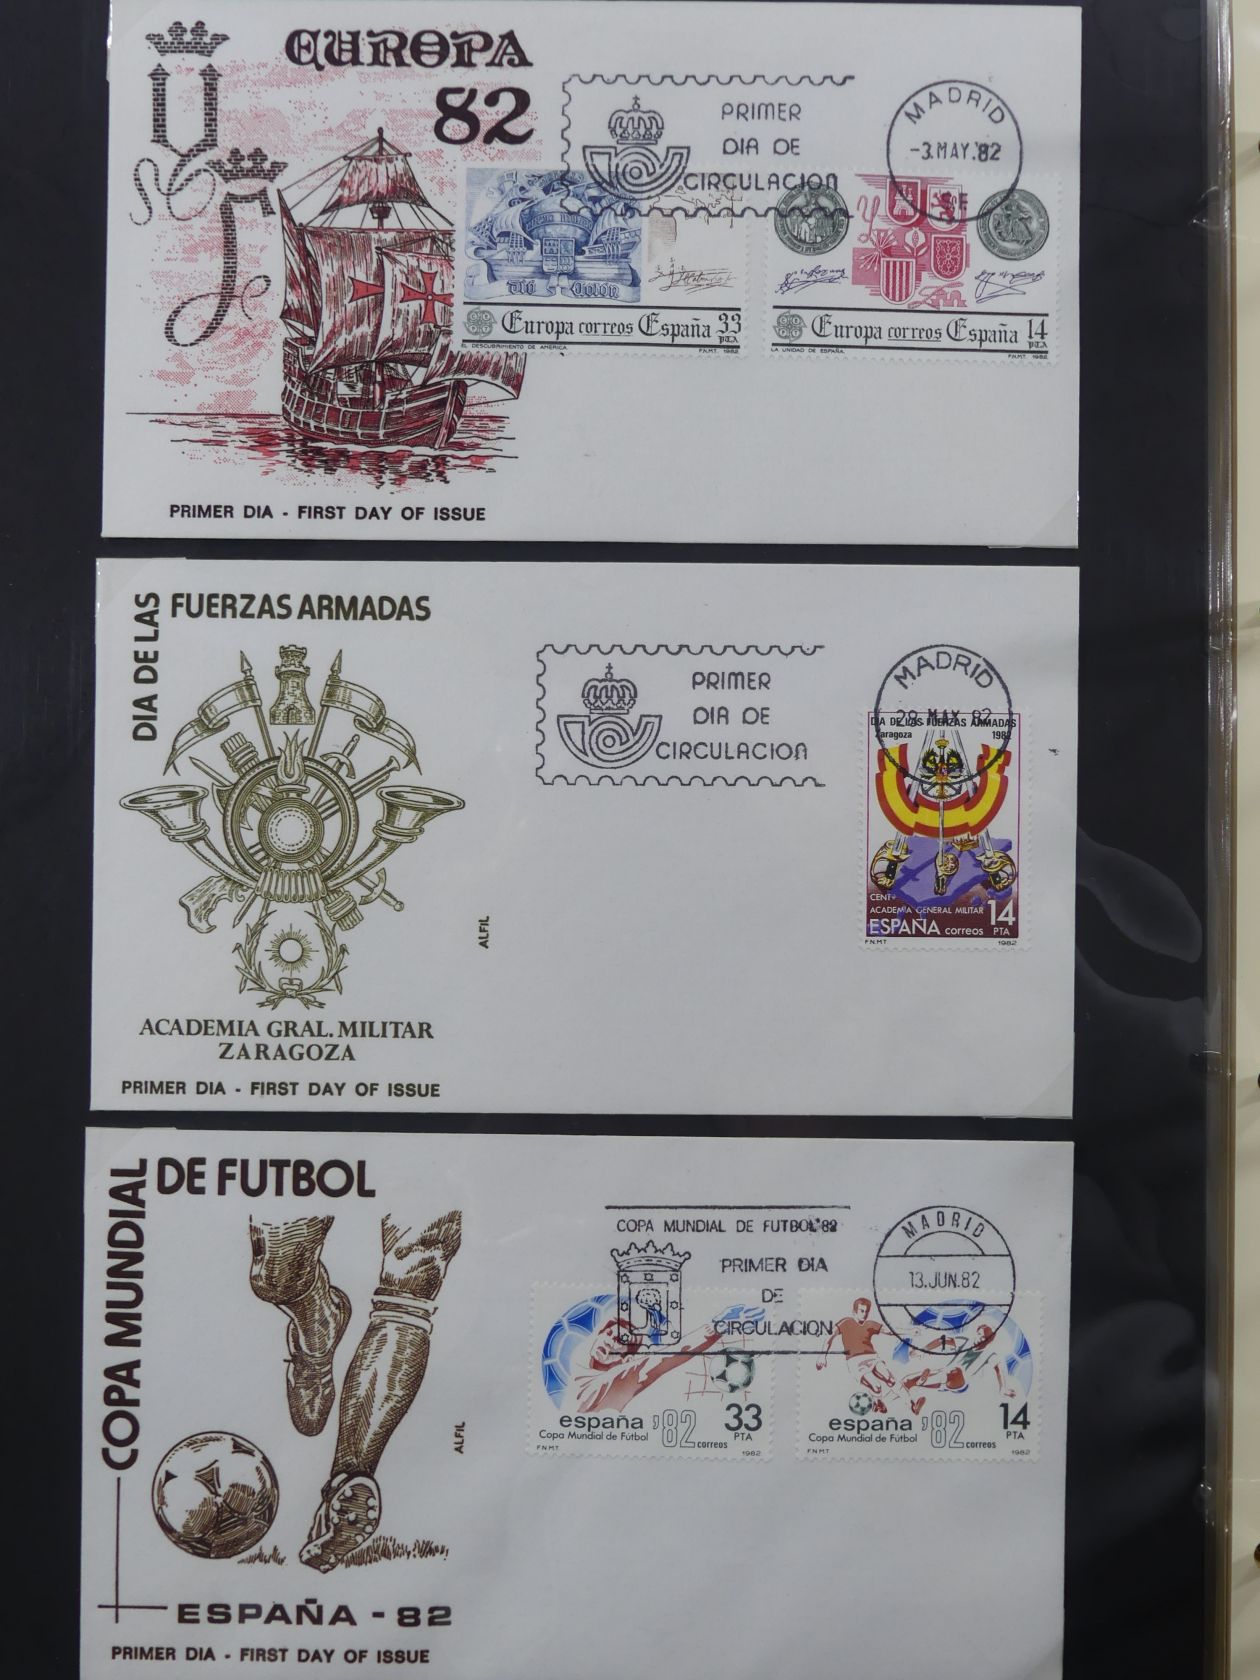 EUROPA
82
PRIMER
DIA DE
CIRCULACION
MADRID
-3.MAY.82
Europa correos España 33
PTA
EL DESCUBRIMIENTO DE AMERICA
F.N.M.T. 1982
Europa correos España 14
PTA
LA UNIDAD DE ESPAÑA
F.N.M.T. 1982
PRIMER DIA - FIRST DAY OF ISSUE
DIA DE LAS FUERZAS ARMADAS
PRIMER
DIA DE
CIRCULACION
MADRID
MAY 82
DIA DE LAS FUERZAS ARMADAS
Zaragoza 1982
ACADEMIA GENERAL MILITAR 14
ESPAÑA correos PTA
F.N.M.T 1982
ALFIL
ACADEMIA GRAL. MILITAR
ZARAGOZA
PRIMER DIA - FIRST DAY OF ISSUE
COPA MUNDIAL DE FUTBOL
COPA MUNDIAL DE FUTBOL'82
PRIMER DIA
DE
CIRCULACION
MADRID
13.JUN.82
1
españa '82 33
Copa Mundial de Fútbol correos PTA
F.N.M.T 1982
españa '82 14
Copa Mundial de Fútbol correos PTA
F.N.M.T 1982
ALFIL
ESPAÑA - 82
PRIMER DIA - FIRST DAY OF ISSUE